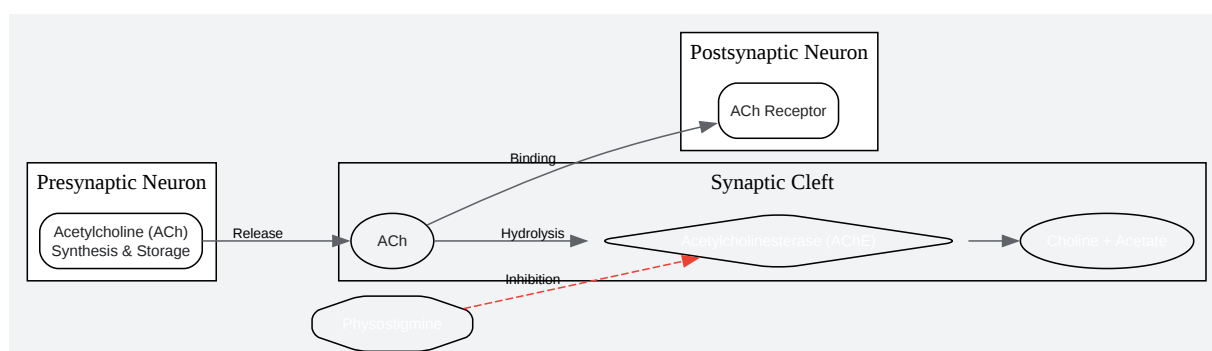 Postsynaptic Neuron
ACh Receptor
Binding
Presynaptic Neuron
Synaptic Cleft
Acetylcholine (ACh)
Synthesis & Storage
Release
ACh
Hydrolysis
Acetylcholinesterase (AChE)
Choline + Acetate
Inhibition
Physostigmine